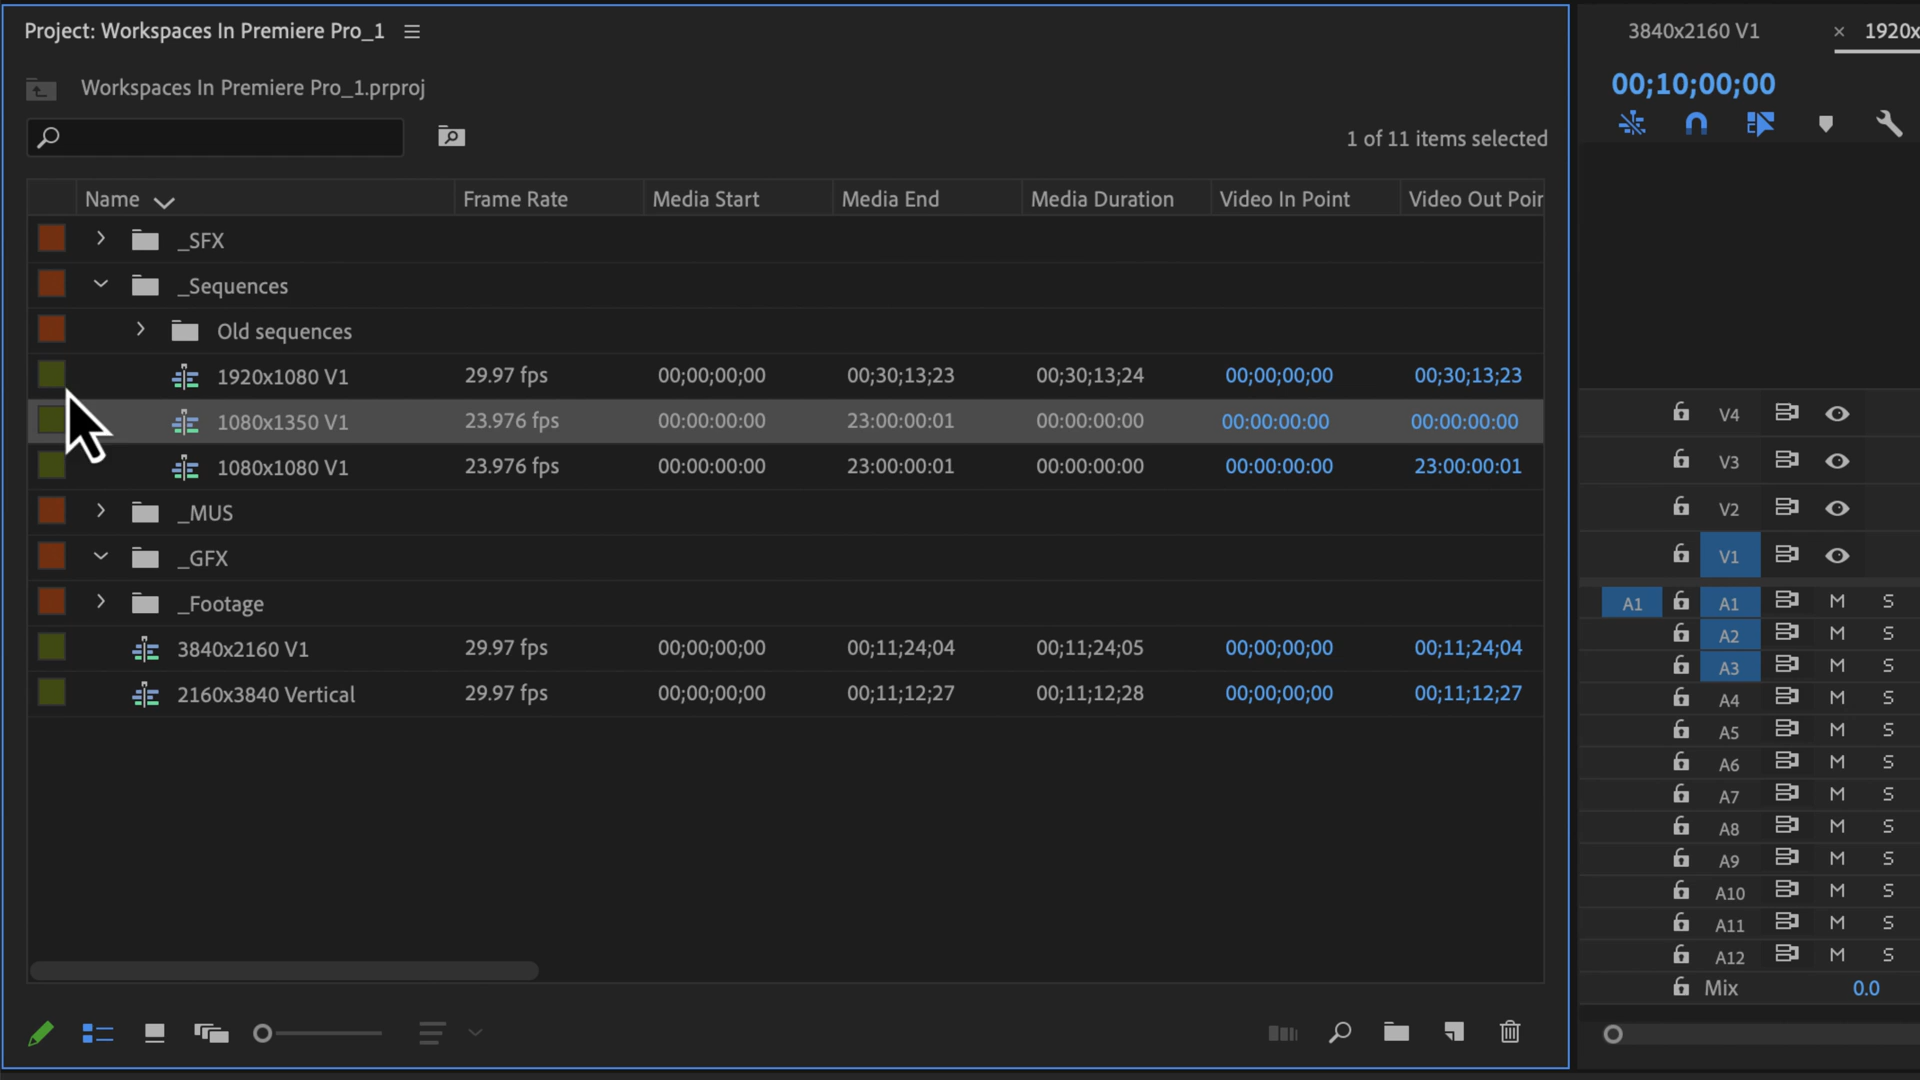 Project: Workspaces In Premiere Pro_1
Workspaces In Premiere Pro_1.prproj
1 of 11 items selected
Name Frame Rate Media Start Media End Media Duration Video In Point Video Out Poir
_SFX
_Sequences
Old sequences
1920x1080 V1 29.97 fps 00;00;00;00 00;30;13;23 00;30;13;24 00;00;00;00 00;30;13;23
1080x1350 V1 23.976 fps 00:00:00:00 23:00:00:01 00:00:00:00 00:00:00:00 00:00:00:00
1080x1080 V1 23.976 fps 00:00:00:00 23:00:00:01 00:00:00:00 00:00:00:00 23:00:00:01
_MUS
_GFX
_Footage
3840x2160 V1 29.97 fps 00;00;00;00 00;11;24;04 00;11;24;05 00;00;00;00 00;11;24;04
2160x3840 Vertical 29.97 fps 00;00;00;00 00;11;12;27 00;11;12;28 00;00;00;00 00;11;12;27
3840x2160 V1 × 1920x
00;10;00;00
V4
V3
V2
V1
A1 A1 M S
A2 M S
A3 M S
A4 M S
A5 M S
A6 M S
A7 M S
A8 M S
A9 M S
A10 M S
A11 M S
A12 M S
Mix 0.0